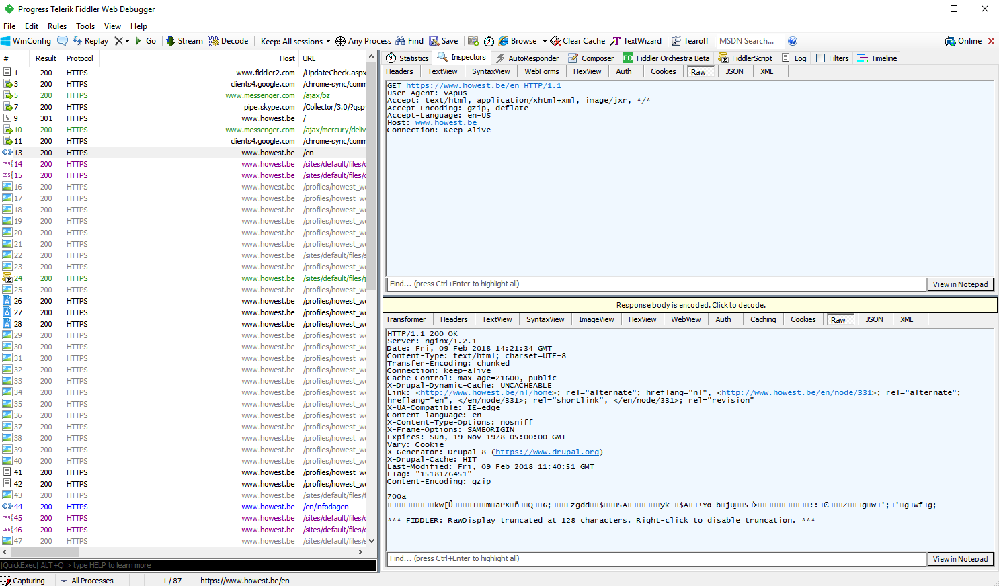 Progress Telerik Fiddler Web Debugger
File Edit Rules Tools View Help
WinConfig Replay Go Stream Decode Keep: All sessions Any Process Find Save Browse Clear Cache TextWizard Tearoff MSDN Search... Online
# Result Protocol Host URL
1 200 HTTPS www.fiddler2.com /UpdateCheck.aspx
3 200 HTTPS clients4.google.com /chrome-sync/comm
5 200 HTTPS www.messenger.com /ajax/bz
7 200 HTTPS pipe.skype.com /Collector/3.0/?qsp
9 301 HTTPS www.howest.be /
10 200 HTTPS www.messenger.com /ajax/mercury/deliv
11 200 HTTPS clients4.google.com /chrome-sync/comm
13 200 HTTPS www.howest.be /en
14 200 HTTPS www.howest.be /sites/default/files/c
15 200 HTTPS www.howest.be /sites/default/files/c
16 200 HTTPS www.howest.be /profiles/howest_we
17 200 HTTPS www.howest.be /profiles/howest_we
18 200 HTTPS www.howest.be /profiles/howest_we
19 200 HTTPS www.howest.be /profiles/howest_we
20 200 HTTPS www.howest.be /profiles/howest_we
21 200 HTTPS www.howest.be /profiles/howest_we
22 200 HTTPS www.howest.be /sites/default/files/s
23 200 HTTPS www.howest.be /profiles/howest_we
24 200 HTTPS www.howest.be /sites/default/files/j
25 200 HTTPS www.howest.be /profiles/howest_we
26 200 HTTPS www.howest.be /profiles/howest_we
27 200 HTTPS www.howest.be /profiles/howest_we
28 200 HTTPS www.howest.be /profiles/howest_we
29 200 HTTPS www.howest.be /profiles/howest_we
30 200 HTTPS www.howest.be /profiles/howest_we
31 200 HTTPS www.howest.be /profiles/howest_we
32 200 HTTPS www.howest.be /profiles/howest_we
33 200 HTTPS www.howest.be /profiles/howest_we
34 200 HTTPS www.howest.be /profiles/howest_we
35 200 HTTPS www.howest.be /profiles/howest_we
36 200 HTTPS www.howest.be /profiles/howest_we
37 200 HTTPS www.howest.be /profiles/howest_we
38 200 HTTPS www.howest.be /profiles/howest_we
39 200 HTTPS www.howest.be /profiles/howest_we
40 200 HTTPS www.howest.be /profiles/howest_we
41 200 HTTPS www.howest.be /profiles/howest_we
42 200 HTTPS www.howest.be /profiles/howest_we
43 200 HTTPS www.howest.be /sites/default/files/
44 200 HTTPS www.howest.be /en/infodagen
45 200 HTTPS www.howest.be /sites/default/files/c
46 200 HTTPS www.howest.be /sites/default/files/c
47 200 HTTPS www.howest.be /sites/default/files/s
[QuickExec] ALT+Q > type HELP to learn more
Capturing All Processes 1 / 87 https://www.howest.be/en
Statistics Inspectors AutoResponder Composer FO Fiddler Orchestra Beta FiddlerScript Log Filters Timeline
Headers TextView SyntaxView WebForms HexView Auth Cookies Raw JSON XML
GET https://www.howest.be/en HTTP/1.1
User-Agent: vApus
Accept: text/html, application/xhtml+xml, image/jxr, */*
Accept-Encoding: gzip, deflate
Accept-Language: en-US
Host: www.howest.be
Connection: Keep-Alive
Find... (press Ctrl+Enter to highlight all) View in Notepad
Response body is encoded. Click to decode.
Transformer Headers TextView SyntaxView ImageView HexView WebView Auth Caching Cookies Raw JSON XML
HTTP/1.1 200 OK
Server: nginx/1.2.1
Date: Fri, 09 Feb 2018 14:21:34 GMT
Content-Type: text/html; charset=UTF-8
Transfer-Encoding: chunked
Connection: keep-alive
Cache-Control: max-age=21600, public
X-Drupal-Dynamic-Cache: UNCACHEABLE
Link: <http://www.howest.be/nl/home>; rel="alternate"; hreflang="nl", <http://www.howest.be/en/node/331>; rel="alternate";
hreflang="en", </en/node/331>; rel="shortlink", </en/node/331>; rel="revision"
X-UA-Compatible: IE=edge
Content-language: en
X-Content-Type-Options: nosniff
X-Frame-Options: SAMEORIGIN
Expires: Sun, 19 Nov 1978 05:00:00 GMT
Vary: Cookie
X-Generator: Drupal 8 (https://www.drupal.org)
X-Drupal-Cache: HIT
Last-Modified: Fri, 09 Feb 2018 11:40:51 GMT
ETag: "1518176451"
Content-Encoding: gzip
700a
*** FIDDLER: RawDisplay truncated at 128 characters. Right-click to disable truncation. ***
Find... (press Ctrl+Enter to highlight all) View in Notepad